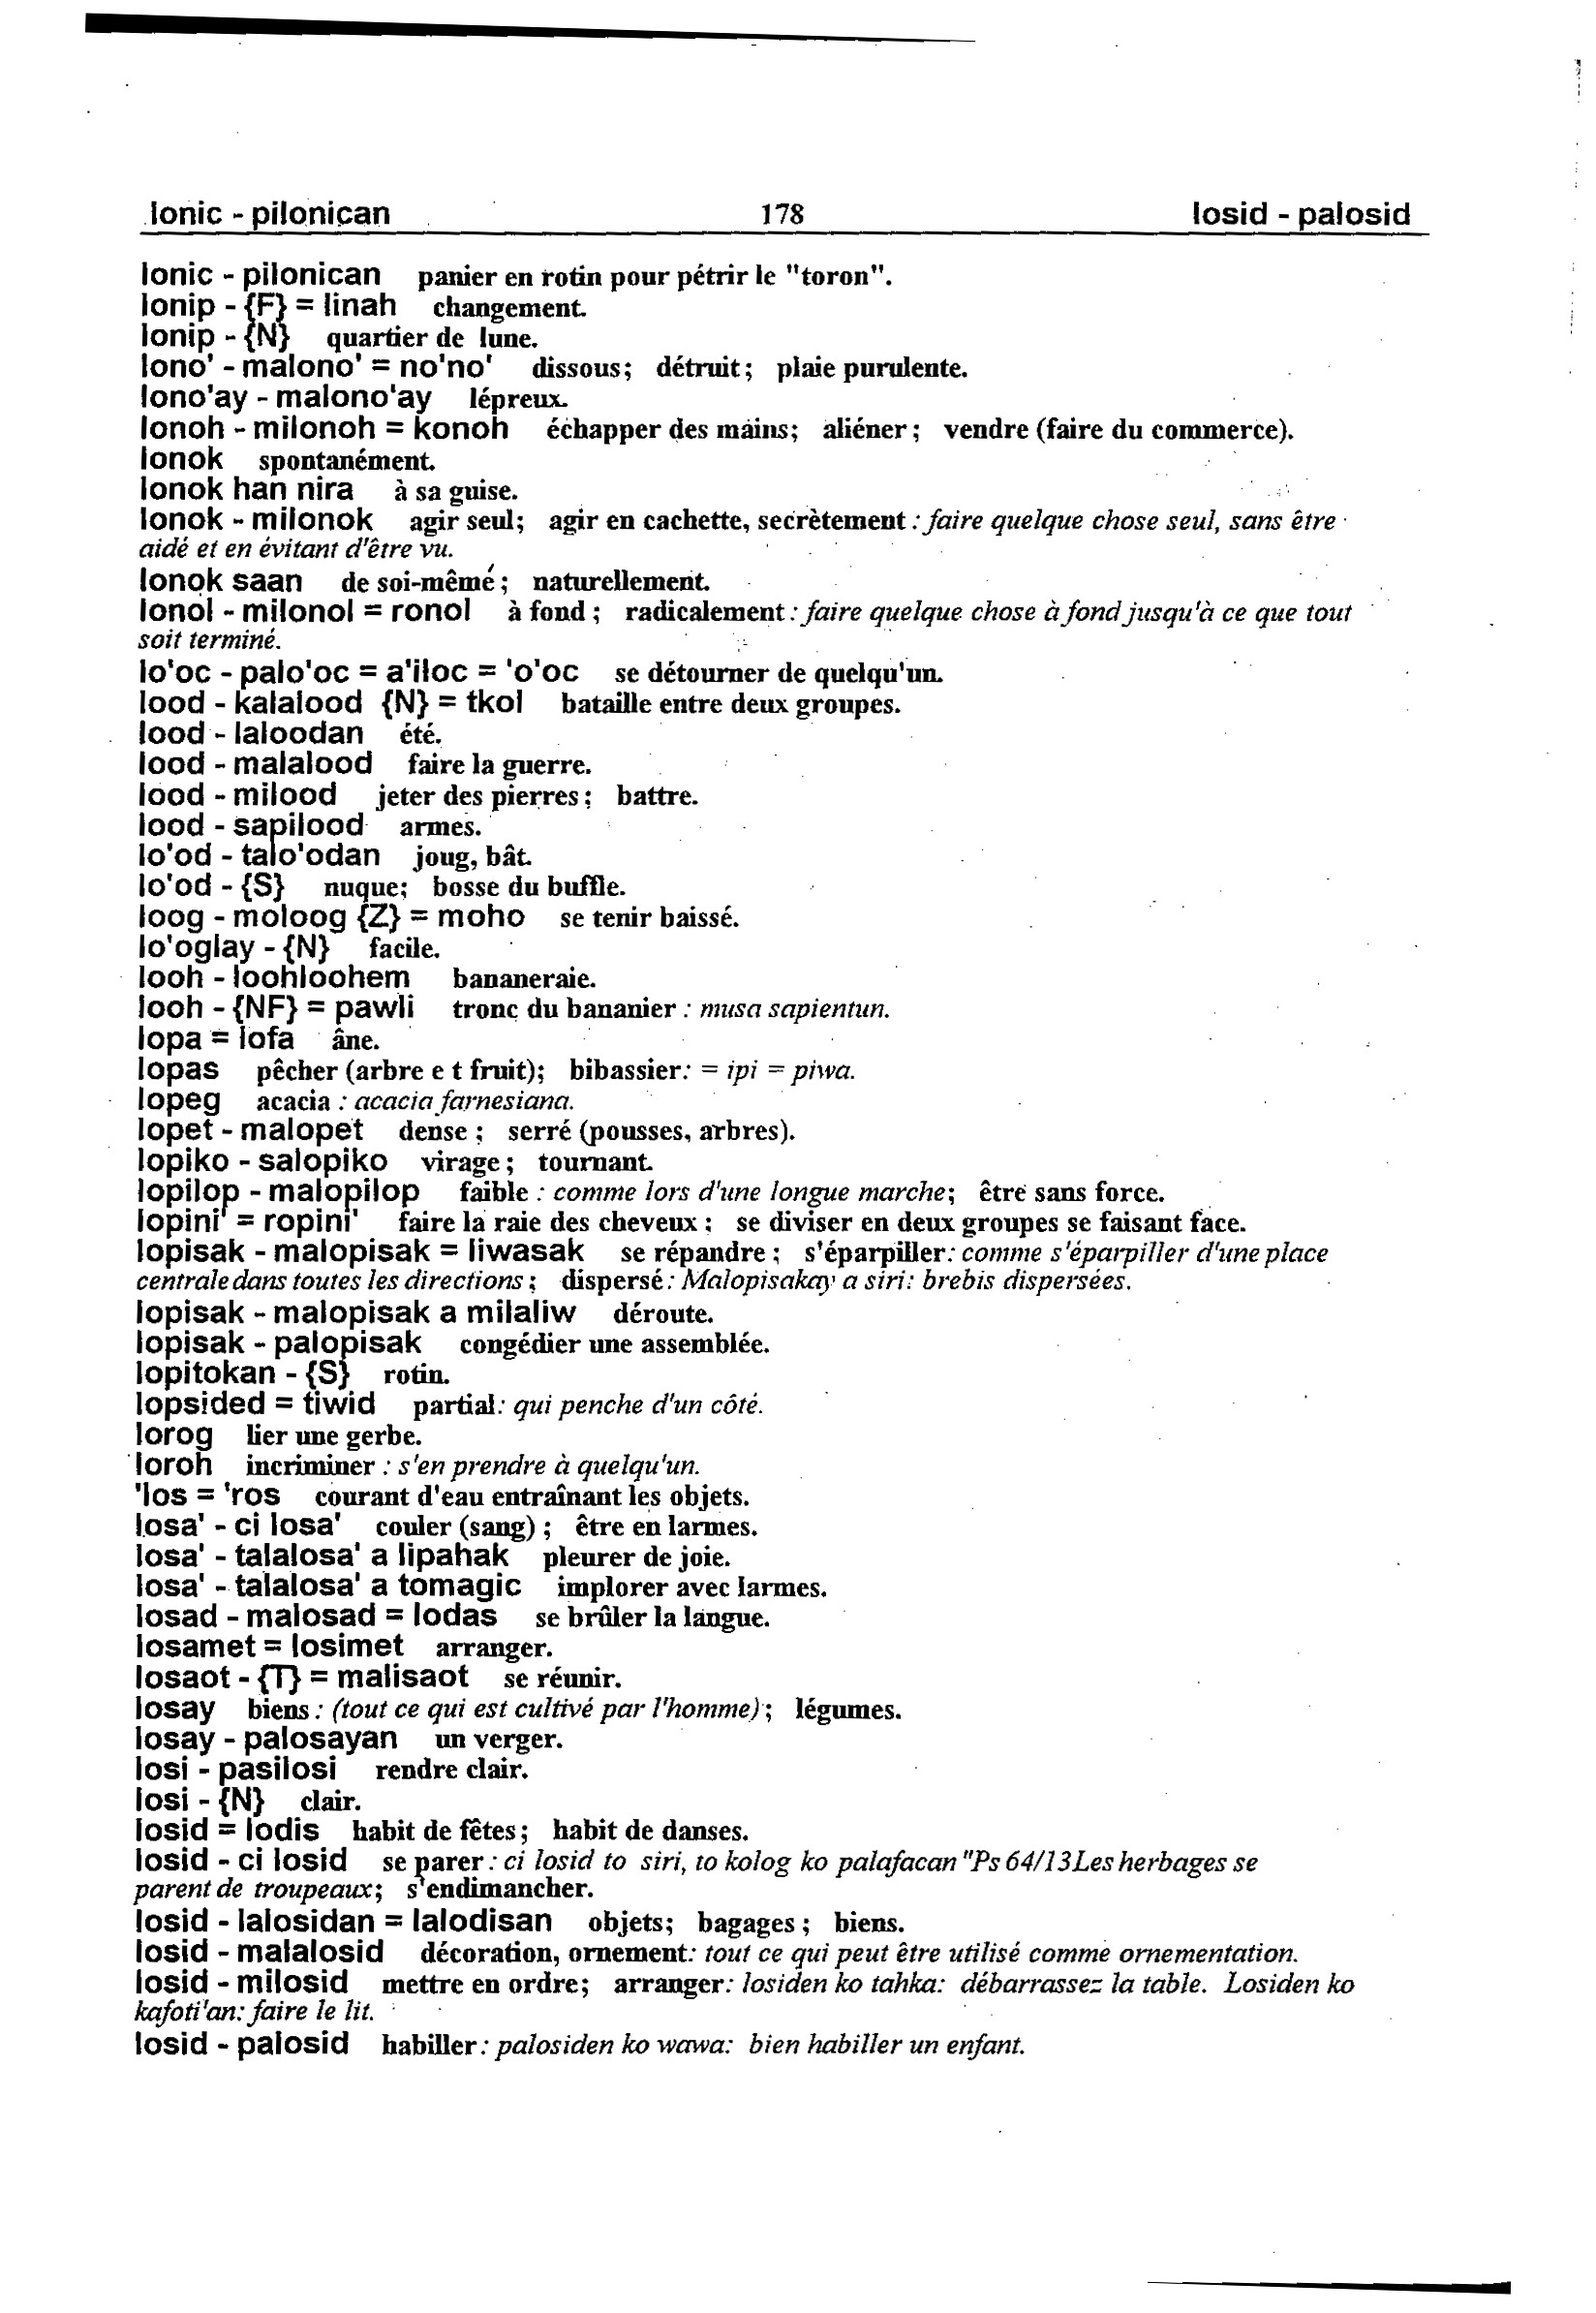 lonic - pilonican 178 losid - palosid
lonic - pilonican panier en rotin pour pétrir le "toron".
lonip - {F} = linah changement.
lonip - {N} quartier de lune.
lono' - malono' = no'no' dissous; détruit; plaie purulente.
lono'ay - malono'ay lépreux.
lonoh - milonoh = konoh échapper des mains; aliéner; vendre (faire du commerce).
lonok spontanément.
lonok han nira à sa guise.
lonok - milonok agir seul; agir en cachette, secrètement : faire quelque chose seul, sans être
aidé et en évitant d'être vu.
lonok saan de soi-même; naturellement.
lonol - milonol = ronol à fond ; radicalement : faire quelque chose à fond jusqu'à ce que tout
soit terminé.
lo'oc - palo'oc = a'iloc = 'o'oc se détourner de quelqu'un.
lood - kalalood {N} = tkol bataille entre deux groupes.
lood - laloodan été.
lood - malalood faire la guerre.
lood - milood jeter des pierres; battre.
lood - sapilood armes.
lo'od - talo'odan joug, bât.
lo'od - {S} nuque; bosse du buffle.
loog - moloog {Z} = moho se tenir baissé.
lo'oglay - {N} facile.
looh - loohloohem bananeraie.
looh - {NF} = pawli tronc du bananier : musa sapientun.
lopa = lofa âne.
lopas pêcher (arbre e t fruit); bibassier: = ipi = piwa.
lopeg acacia : acacia farnesiana.
lopet - malopet dense ; serré (pousses, arbres).
lopiko - salopiko virage ; tournant.
lopilop - malopilop faible : comme lors d'une longue marche; être sans force.
lopini' = ropini' faire la raie des cheveux ; se diviser en deux groupes se faisant face.
lopisak - malopisak = liwasak se répandre ; s'éparpiller: comme s'éparpiller d'une place
centrale dans toutes les directions ; dispersé: Malopisakay a siri: brebis dispersées.
lopisak - malopisak a milaliw déroute.
lopisak - palopisak congédier une assemblée.
lopitokan - {S} rotin.
lopsided = tiwid partial: qui penche d'un côté.
lorog lier une gerbe.
loroh incriminer : s'en prendre à quelqu'un.
'los = 'ros courant d'eau entraînant les objets.
losa' - ci losa' couler (sang) ; être en larmes.
losa' - talalosa' a lipahak pleurer de joie.
losa' - talalosa' a tomagic implorer avec larmes.
losad - malosad = lodas se brûler la langue.
losamet = losimet arranger.
losaot - {T} = malisaot se réunir.
losay biens : (tout ce qui est cultivé par l'homme) ; légumes.
losay - palosayan un verger.
losi - pasilosi rendre clair.
losi - {N} clair.
losid = lodis habit de fêtes; habit de danses.
losid - ci losid se parer : ci losid to siri, to kolog ko palafacan "Ps 64/13Les herbages se
parent de troupeaux; s'endimancher.
losid - lalosidan = lalodisan objets; bagages ; biens.
losid - malalosid décoration, ornement: tout ce qui peut être utilisé comme ornementation.
losid - milosid mettre en ordre; arranger: losiden ko tahka: débarrassez la table. Losiden ko
kafoti'an: faire le lit.
losid - palosid habiller : palosiden ko wawa: bien habiller un enfant.